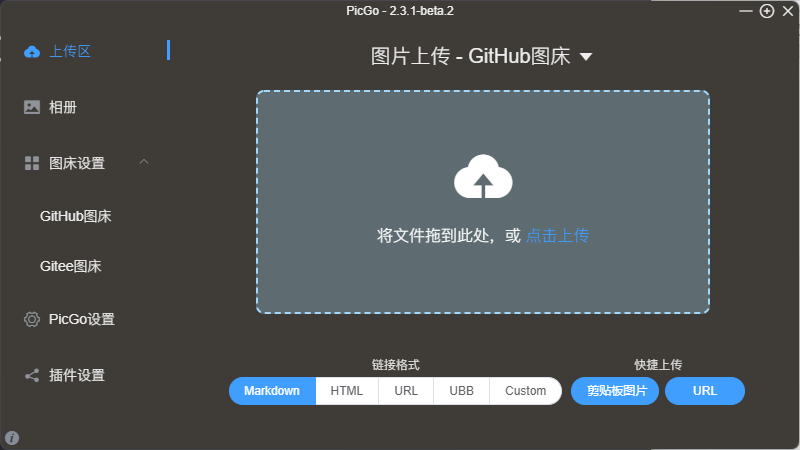 PicGo - 2.3.1-beta.2
上传区
相册
图床设置
GitHub图床
Gitee图床
PicGo设置
插件设置
图片上传 - GitHub图床
将文件拖到此处，或 点击上传
链接格式
Markdown HTML URL UBB Custom
快捷上传
剪贴板图片 URL